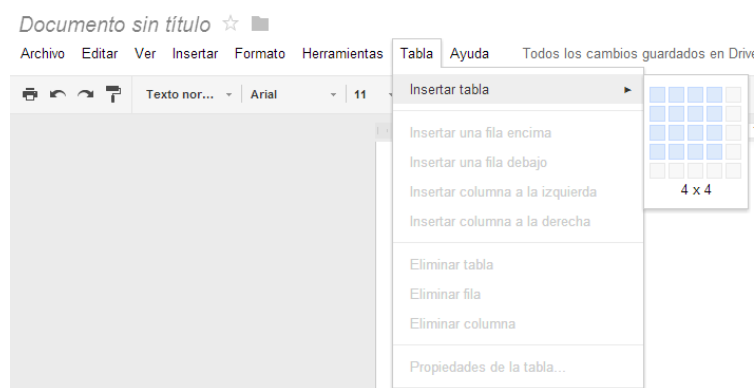 Documento sin título
Archivo Editar Ver Insertar Formato Herramientas Tabla Ayuda Todos los cambios guardados en Drive
Texto nor... Arial 11
Insertar tabla
Insertar una fila encima
Insertar una fila debajo
Insertar columna a la izquierda
Insertar columna a la derecha
4 x 4
Eliminar tabla
Eliminar fila
Eliminar columna
Propiedades de la tabla...